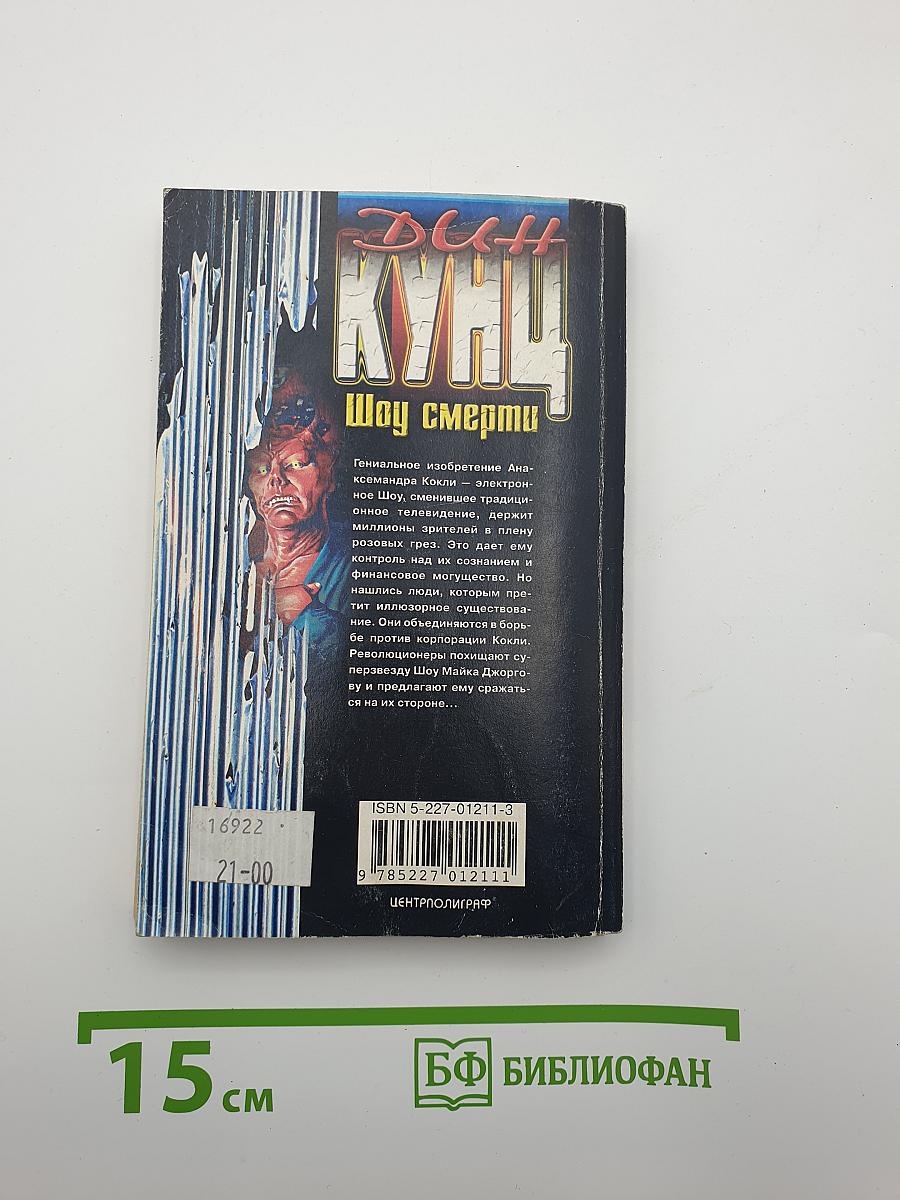 Дин
КУНЦ
Шоу смерти
Гениальное изобретение Ана-
ксемандра Кокли — электрон-
ное Шоу, сменившее традици-
онное телевидение, держит
миллионы зрителей в плену
розовых грез. Это дает ему
контроль над их сознанием и
финансовое могущество. Но
нашлись люди, которым пре-
тит иллюзорное существова-
ние. Они объединяются в борь-
бе против корпорации Кокли.
Революционеры похищают су-
перзвезду Шоу Майка Джорго-
ву и предлагают ему сражать-
ся на их стороне...
16922
21-00
ISBN 5-227-01211-3
9 785227 012111
ЦЕНТРПОЛИГРАФ
15 см
БФ БИБЛИОФАН